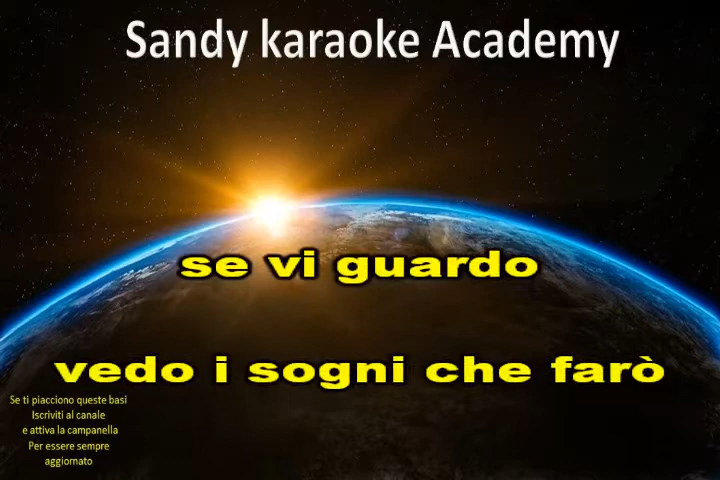 Sandy karaoke Academy
se vi guardo
vedo i sogni che farò
Se ti piacciono queste basi
Iscriviti al canale
e attiva la campanella
Per essere sempre
aggiornato